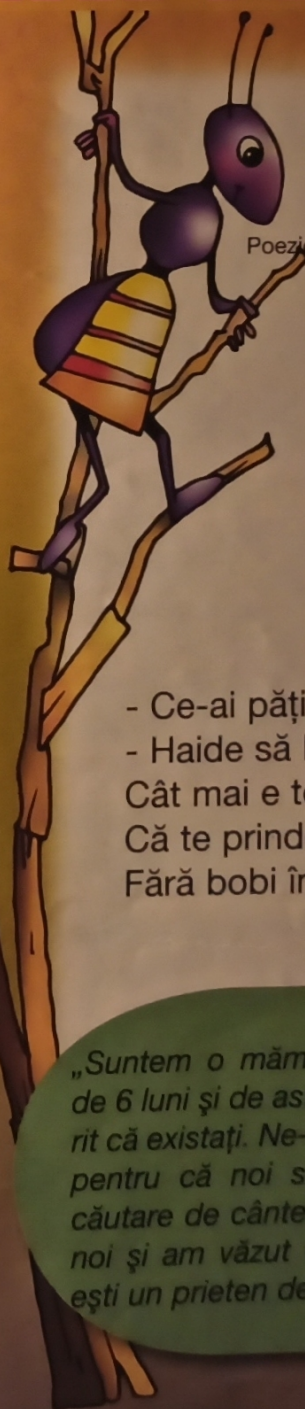 Poezi
- Ce-ai păți
- Haide să
Cât mai e t
Că te prind
Fără bobi în
„Suntem o măm
de 6 luni și de as
rit că existați. Ne-
pentru că noi s
căutare de cânte
noi și am văzut
ești un prieten de